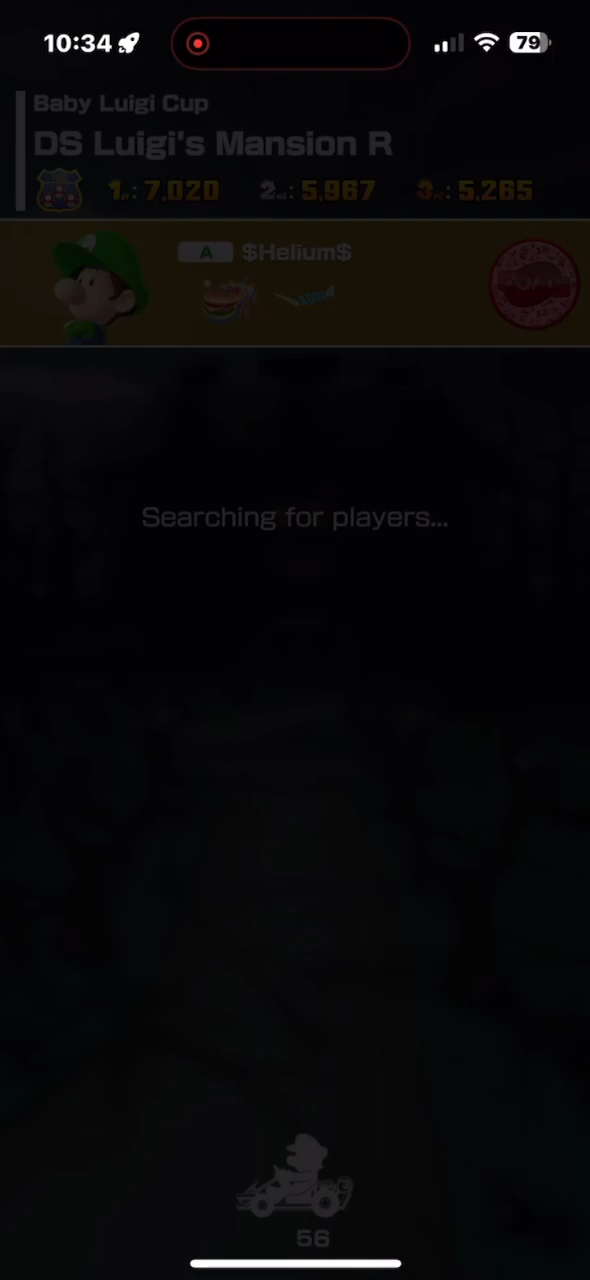 10:34
79
Baby Luigi Cup
DS Luigi's Mansion R
1st: 7,020 2nd: 5,967 3rd: 5,265
A $Helium$
Searching for players...
56